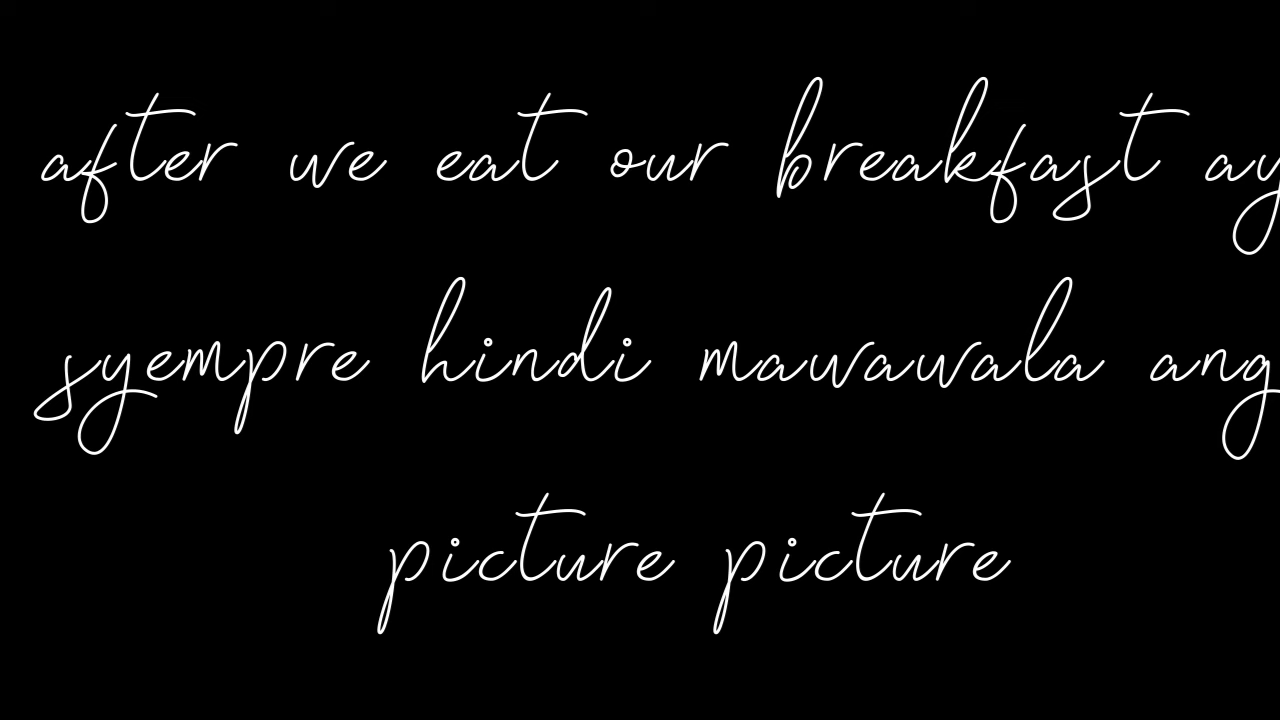 after we eat our breakfast ay
syempre hindi mawawala ang
picture picture